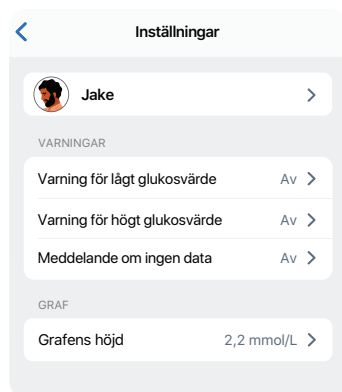 Inställningar
Jake
VARNINGAR
Varning för lågt glukosvärde Av
Varning för högt glukosvärde Av
Meddelande om ingen data Av
GRAF
Grafens höjd 2,2 mmol/L